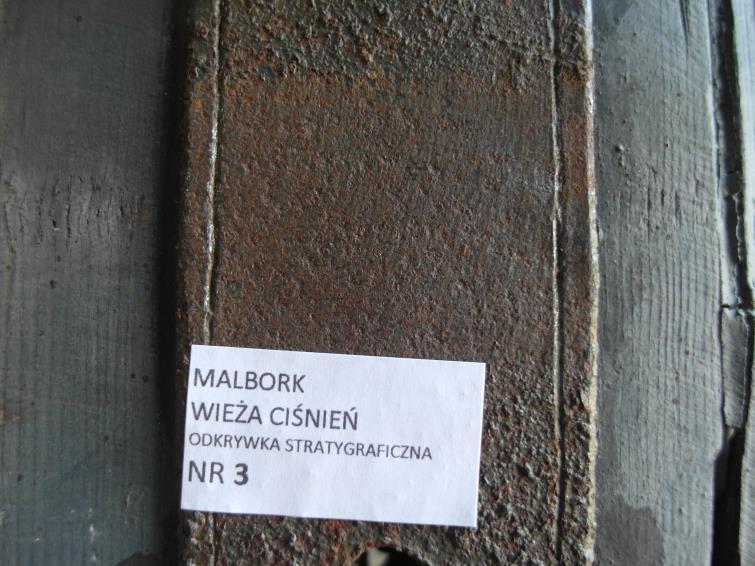 MALBORK
WIEŻA CIŚNIEŃ
ODKRYWKA STRATYGRAFICZNA
NR 3